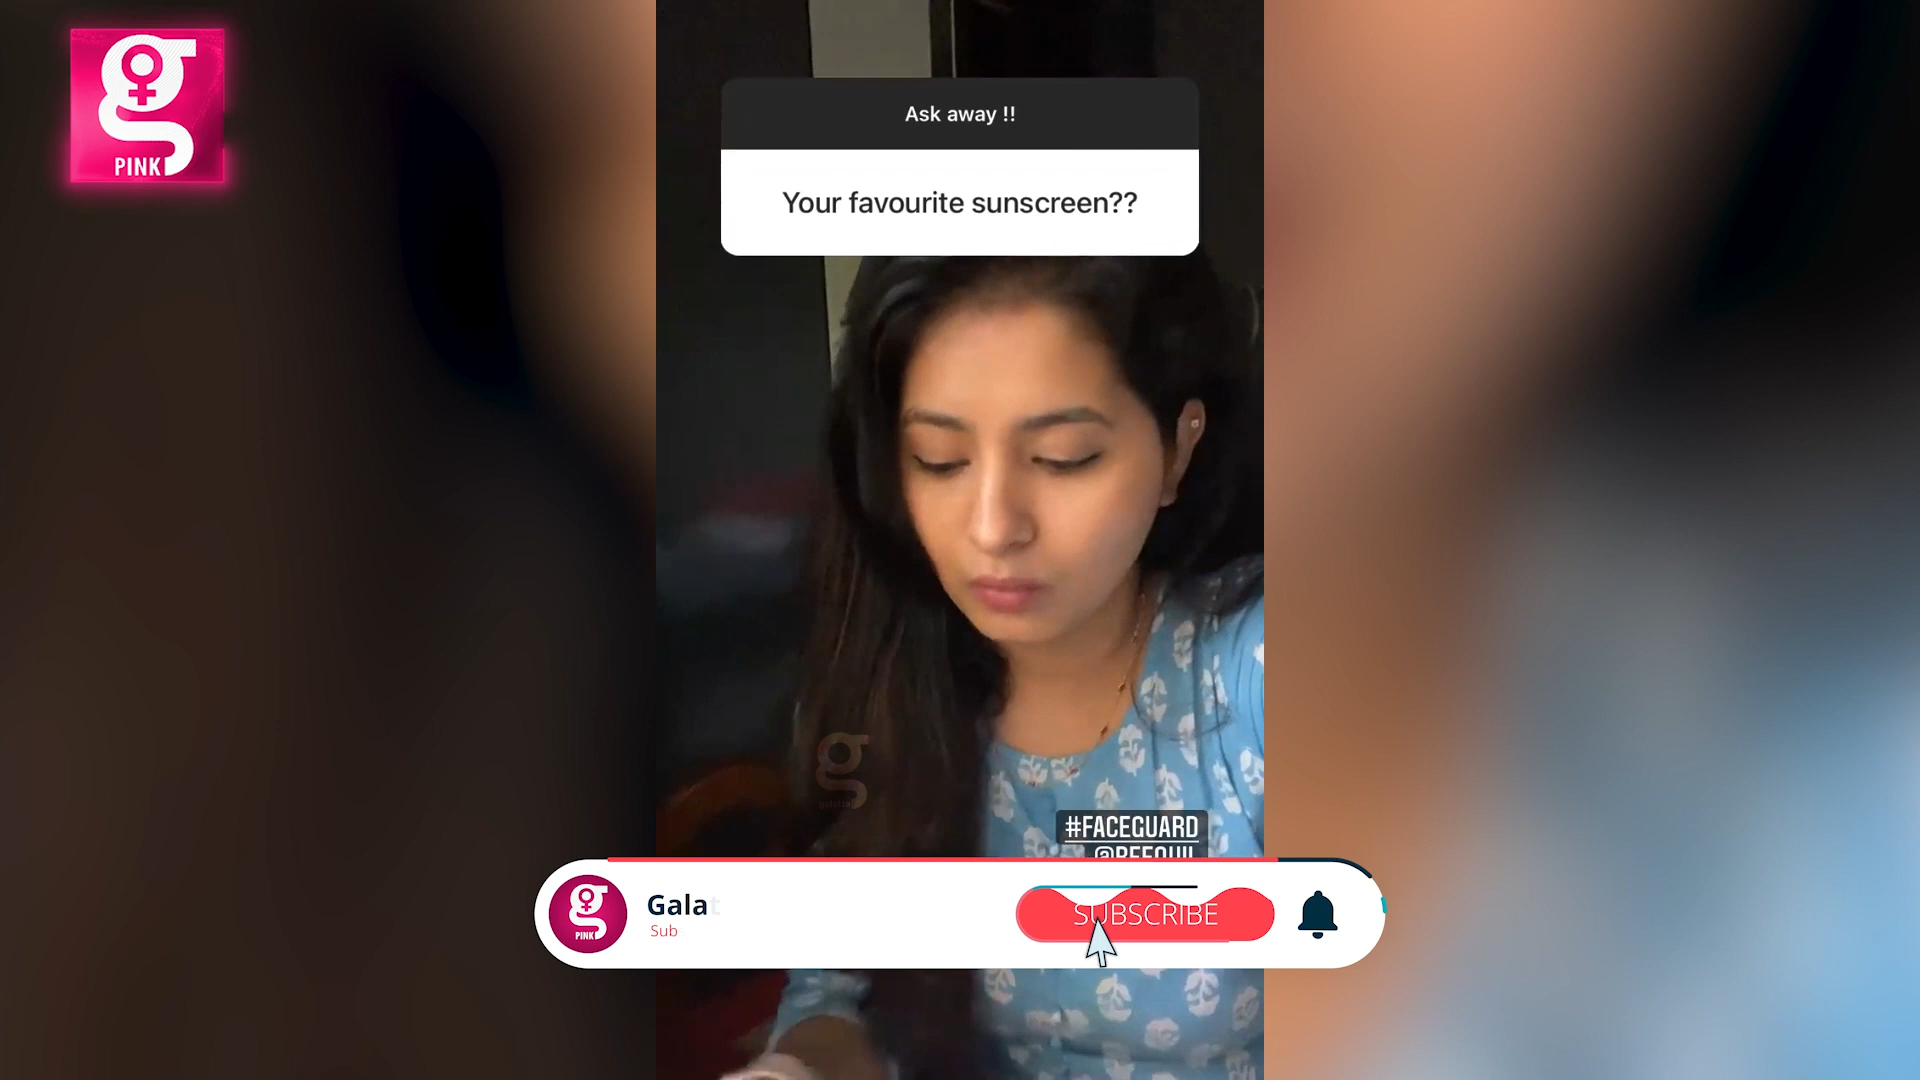 PINK
Ask away !!
Your favourite sunscreen??
#FACEGUARD
Gala
Sub
SUBSCRIBE
PINK